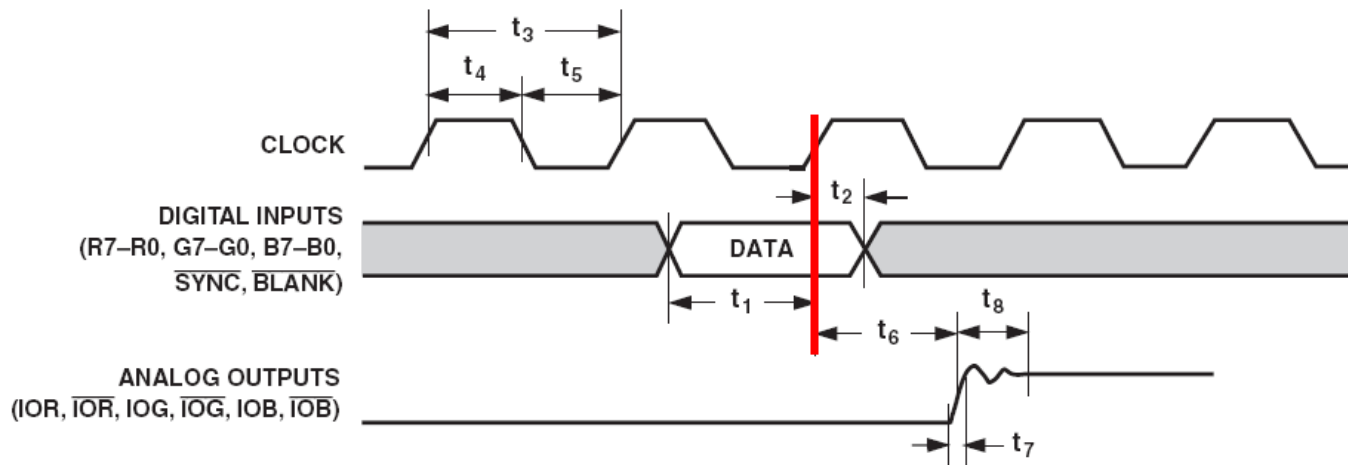 t3
t4 t5
CLOCK
t2
DIGITAL INPUTS
(R7–R0, G7–G0, B7–B0,
SYNC, BLANK)
DATA
t1
t8
t6
ANALOG OUTPUTS
(IOR, IOR, IOG, IOG, IOB, IOB)
t7